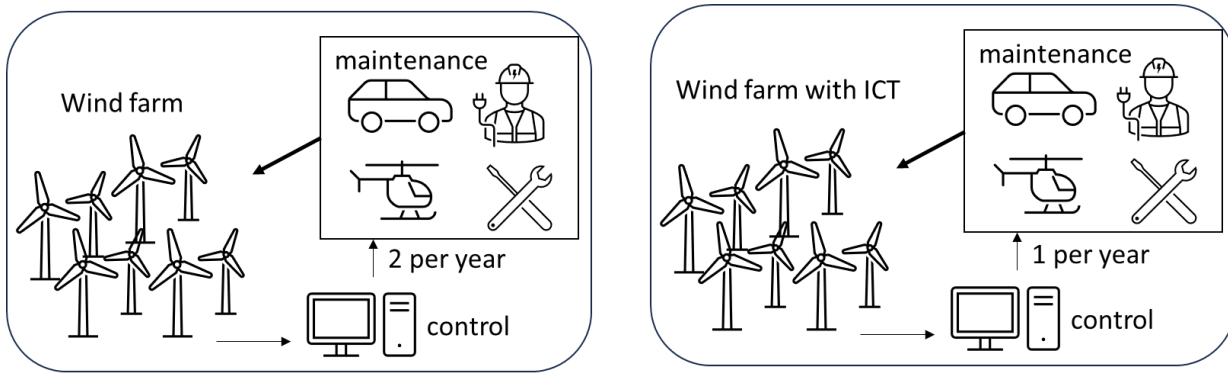 maintenance
Wind farm
2 per year
control
maintenance
Wind farm with ICT
1 per year
control